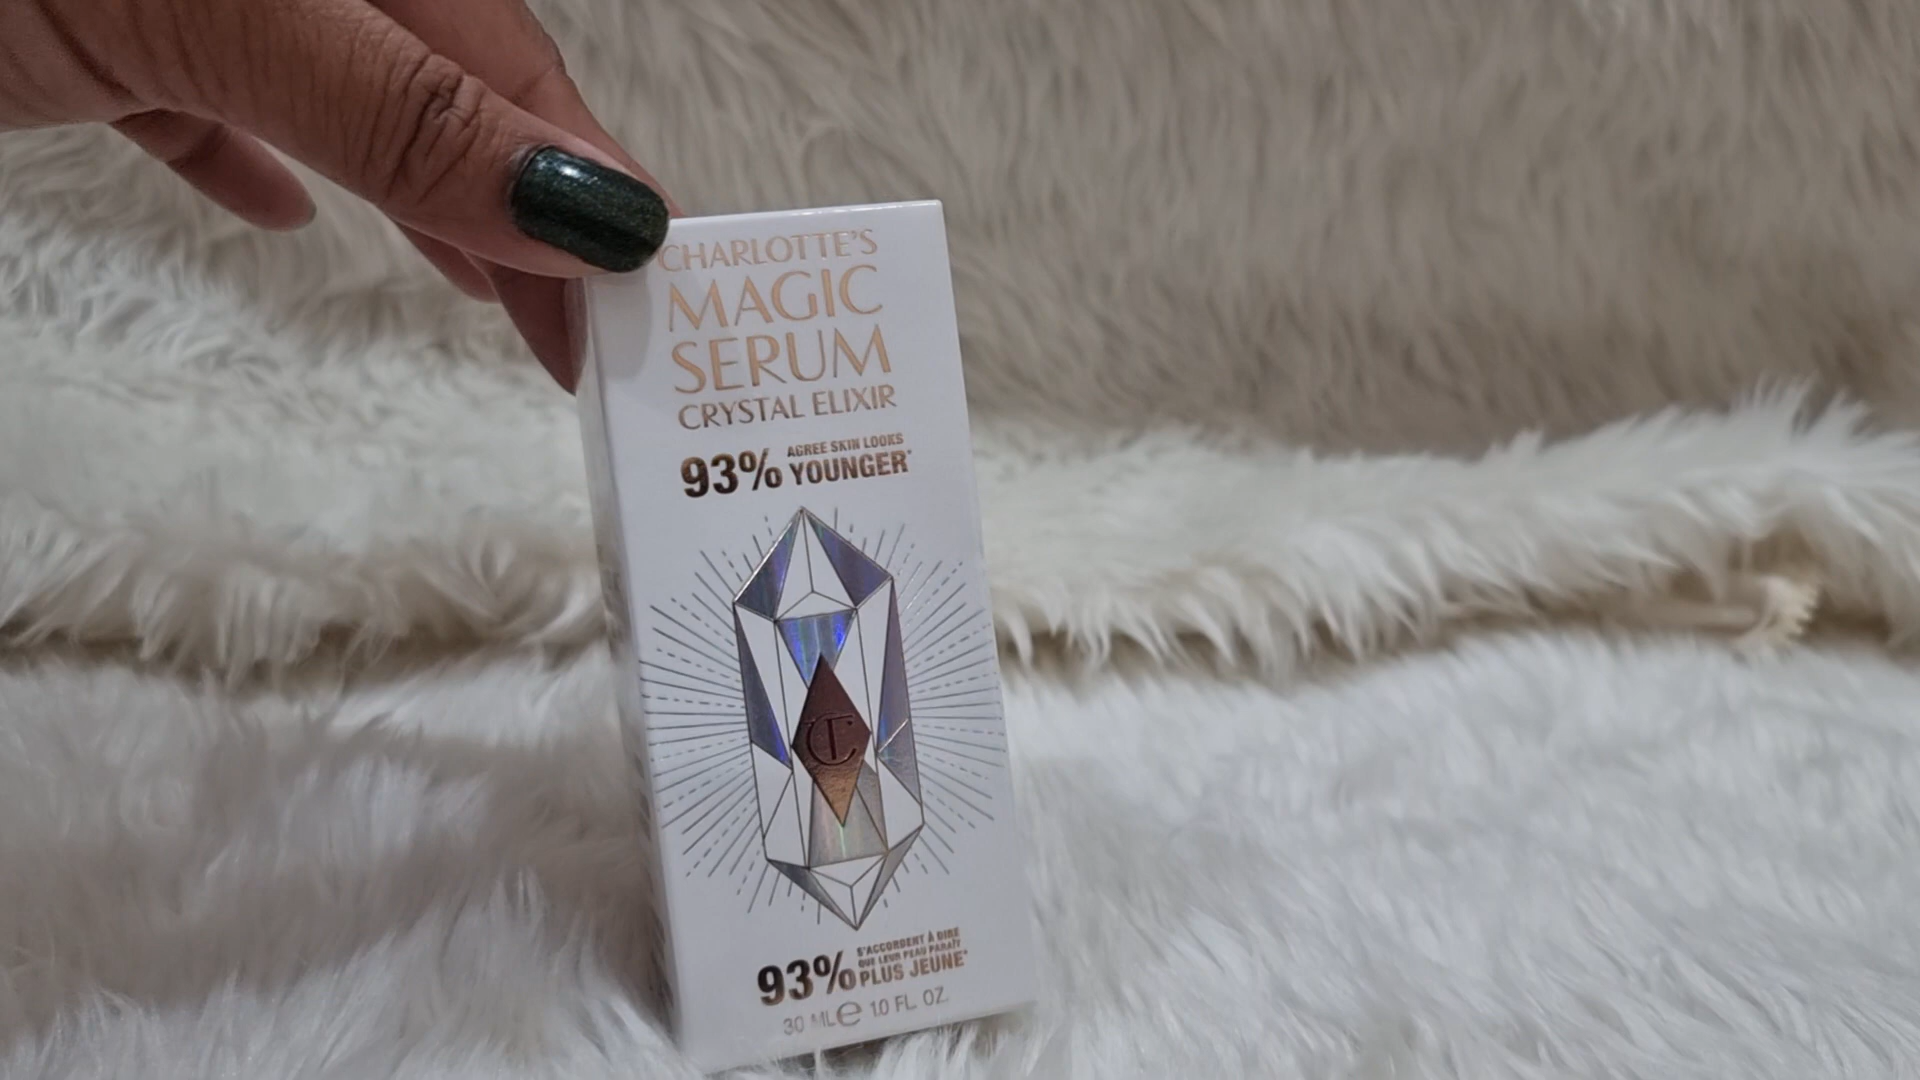 CHARLOTTE'S
MAGIC
SERUM
CRYSTAL ELIXIR
93% AGREE SKIN LOOKS
YOUNGER*
CT
93% S'ACCORDENT À DIRE
QUE LEUR PEAU PARAÎT
PLUS JEUNE*
30 ML e 1.0 FL. OZ.